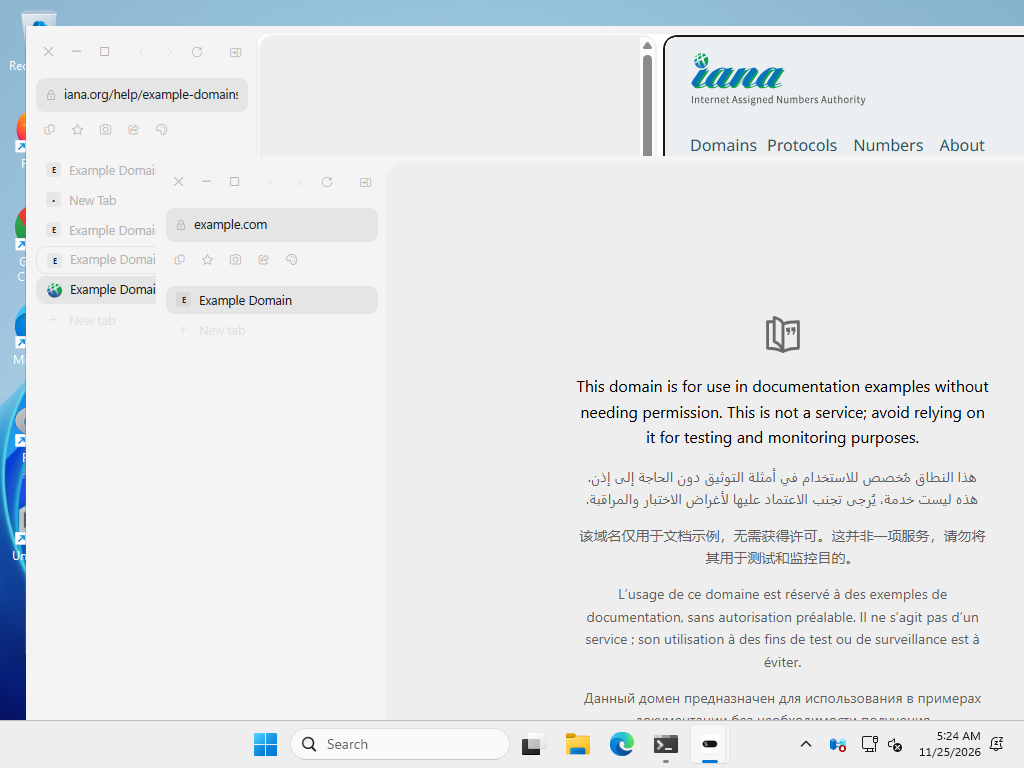 iana.org/help/example-domains
iana
Internet Assigned Numbers Authority
Domains Protocols Numbers About
E Example Domai
New Tab
E Example Domai
E Example Domai
Example Domai
New tab
example.com
E Example Domain
New tab
This domain is for use in documentation examples without
needing permission. This is not a service; avoid relying on
it for testing and monitoring purposes.
هذا النطاق مُخصص للاستخدام في أمثلة التوثيق دون الحاجة إلى إذن.
هذه ليست خدمة، يُرجى تجنب الاعتماد عليها لأغراض الاختبار والمراقبة.
该域名仅用于文档示例，无需获得许可。这并非一项服务，请勿将
其用于测试和监控目的。
L’usage de ce domaine est réservé à des exemples de
documentation, sans autorisation préalable. Il ne s’agit pas d’un
service ; son utilisation à des fins de test ou de surveillance est à
éviter.
Данный домен предназначен для использования в примерах
документации без необходимости получения
Search
5:24 AM
11/25/2026